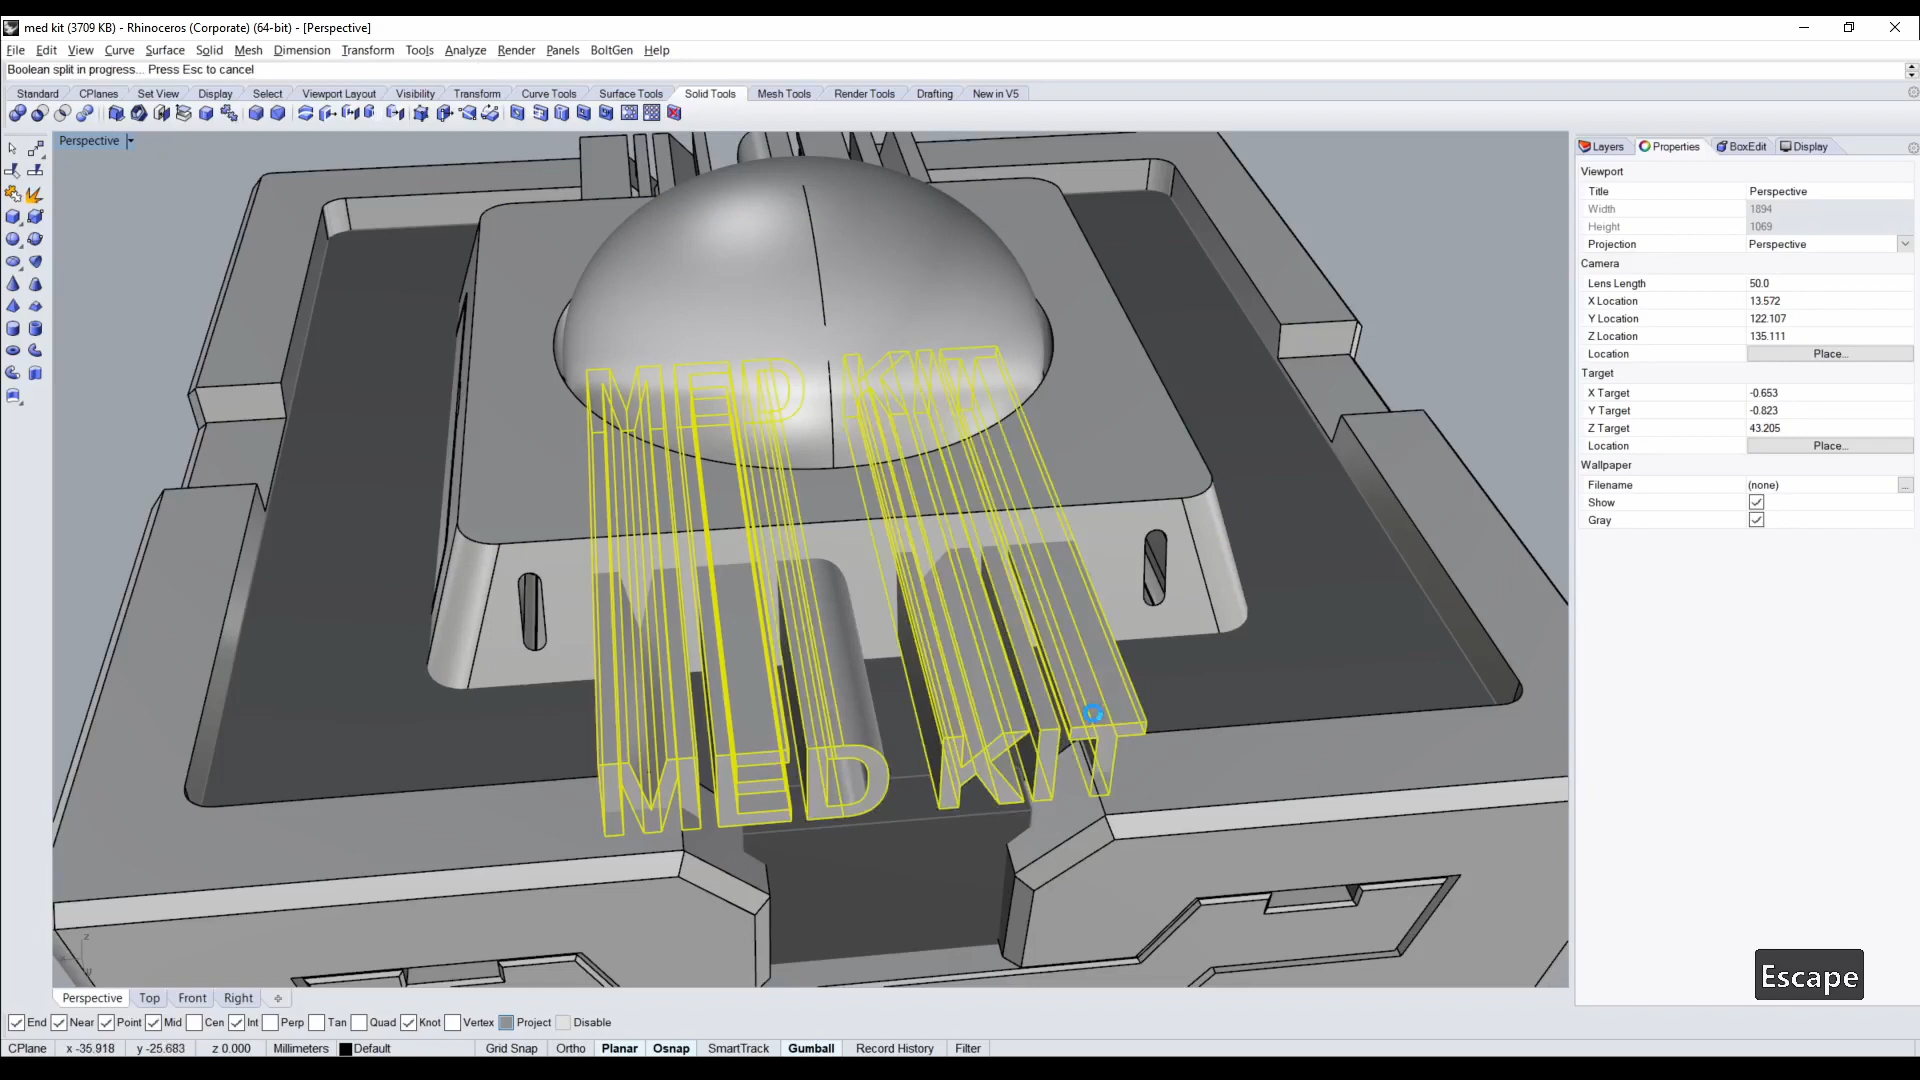 med kit (3709 KB) - Rhinoceros (Corporate) (64-bit) - [Perspective]
File Edit View Curve Surface Solid Mesh Dimension Transform Tools Analyze Render Panels BoltGen Help
Boolean split in progress... Press Esc to cancel
Standard CPlanes Set View Display Select Viewport Layout Visibility Transform Curve Tools Surface Tools Solid Tools Mesh Tools Render Tools Drafting New in V5
Perspective
Layers Properties BoxEdit Display
Viewport
Title Perspective
Width 1894
Height 1069
Projection Perspective
Camera
Lens Length 50.0
X Location 13.572
Y Location 122.107
Z Location 135.111
Location Place...
Target
X Target -0.653
Y Target -0.823
Z Target 43.205
Location Place...
Wallpaper
Filename (none) ...
Show
Gray
MED KIT
MED KIT
z
y
Escape
Perspective Top Front Right
End Near Point Mid Cen Int Perp Tan Quad Knot Vertex Project Disable
CPlane x -35.918 y -25.683 z 0.000 Millimeters Default Grid Snap Ortho Planar Osnap SmartTrack Gumball Record History Filter